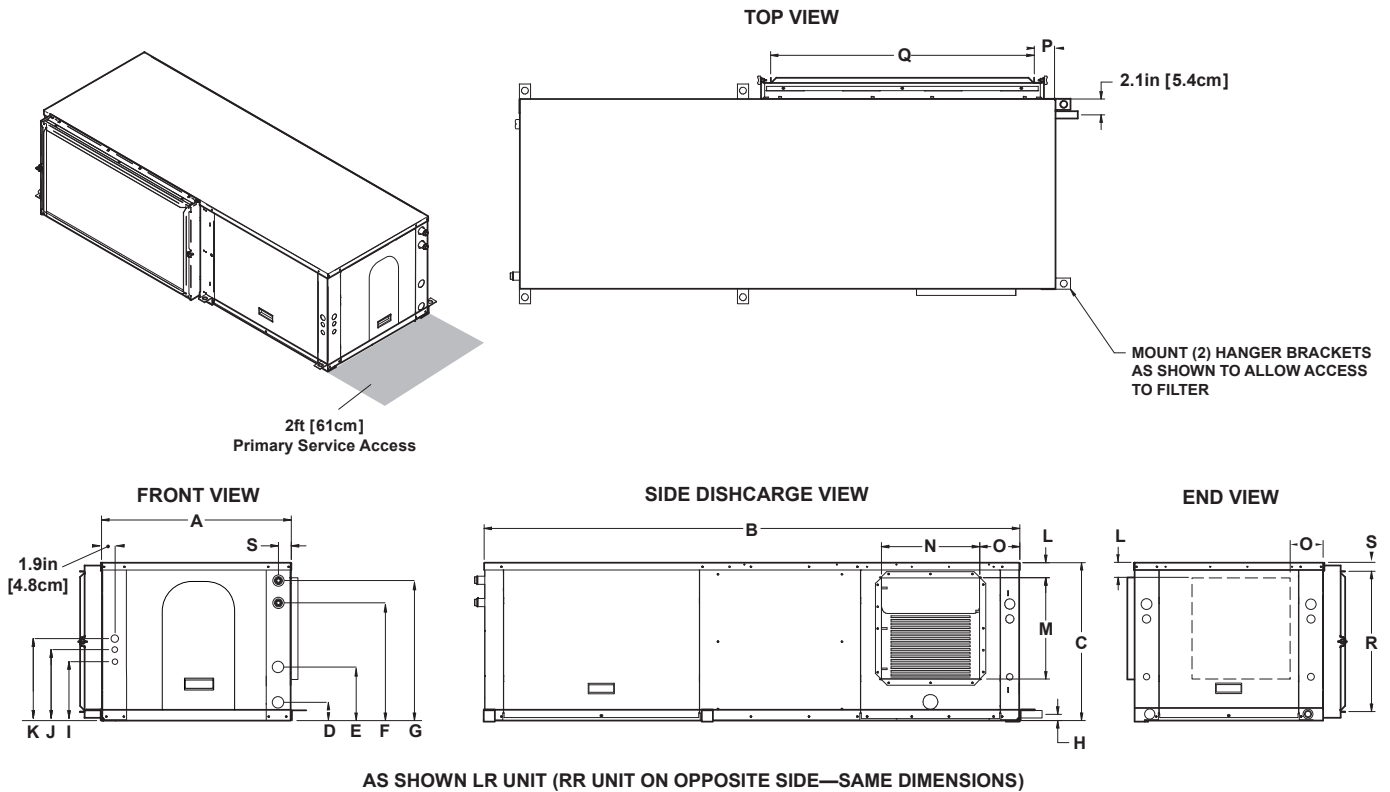 TOP VIEW
Q
P
2.1in [5.4cm]
MOUNT (2) HANGER BRACKETS
AS SHOWN TO ALLOW ACCESS
TO FILTER
2ft [61cm]
Primary Service Access
FRONT VIEW
A
S
1.9in
[4.8cm]
K
J
I
D
E
F
G
SIDE DISHCARGE VIEW
B
L
N
O
M
C
H
END VIEW
L
O
S
R
AS SHOWN LR UNIT (RR UNIT ON OPPOSITE SIDE—SAME DIMENSIONS)